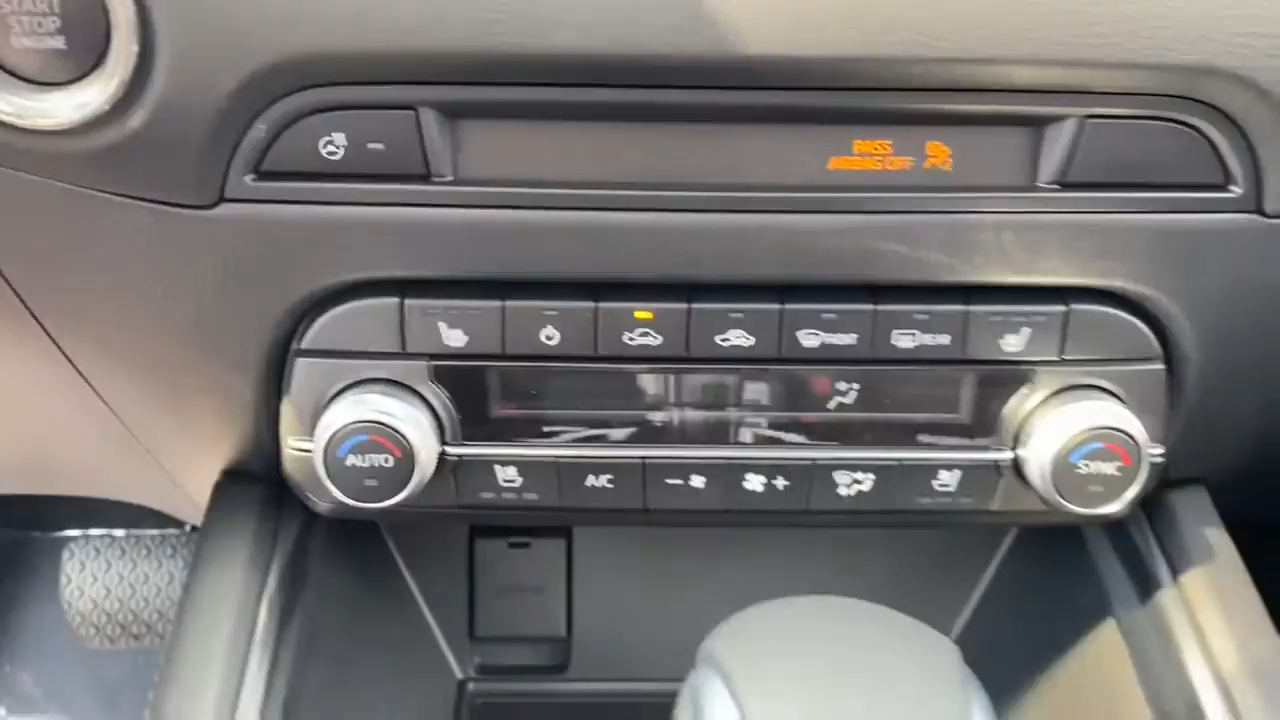 START
STOP
ENGINE
PASS
AIRBAG OFF
FRONT
REAR
AUTO
SYNC
A/C
- +